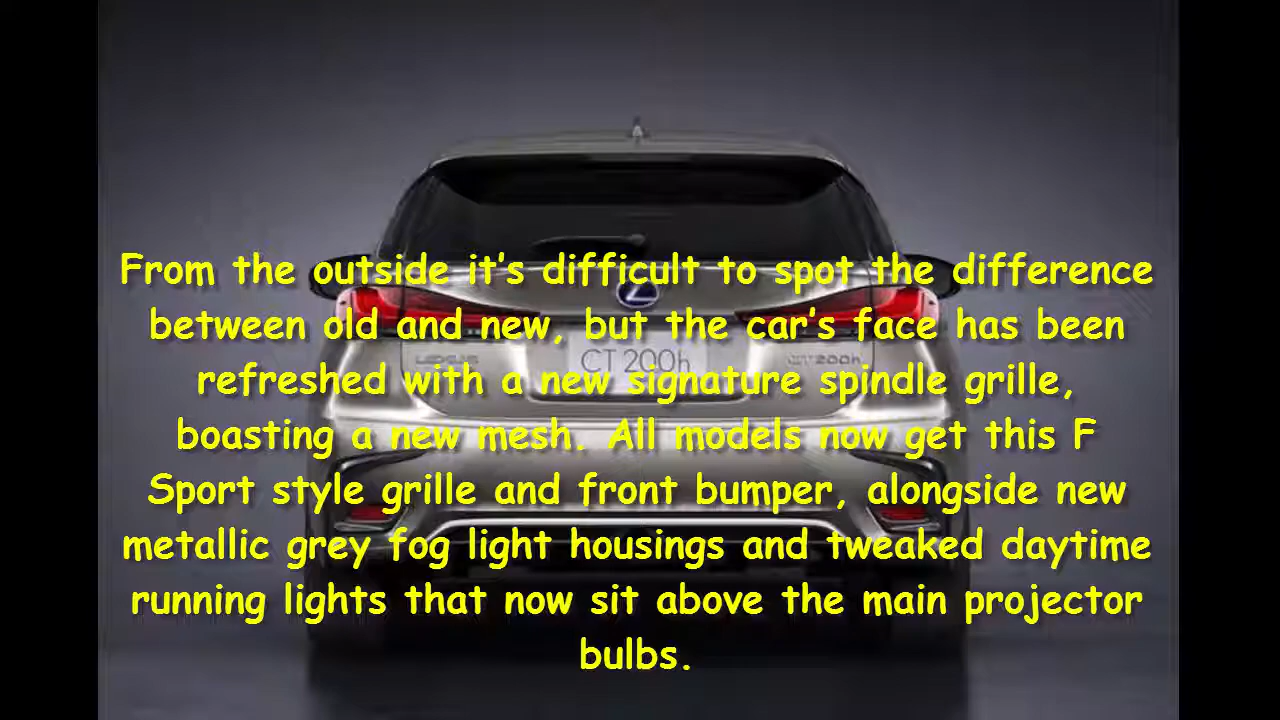 From the outside it's difficult to spot the difference
between old and new, but the car's face has been
refreshed with a new signature spindle grille,
boasting a new mesh. All models now get this F
Sport style grille and front bumper, alongside new
metallic grey fog light housings and tweaked daytime
running lights that now sit above the main projector
bulbs.
LEXUS
CT 200h
CT200h